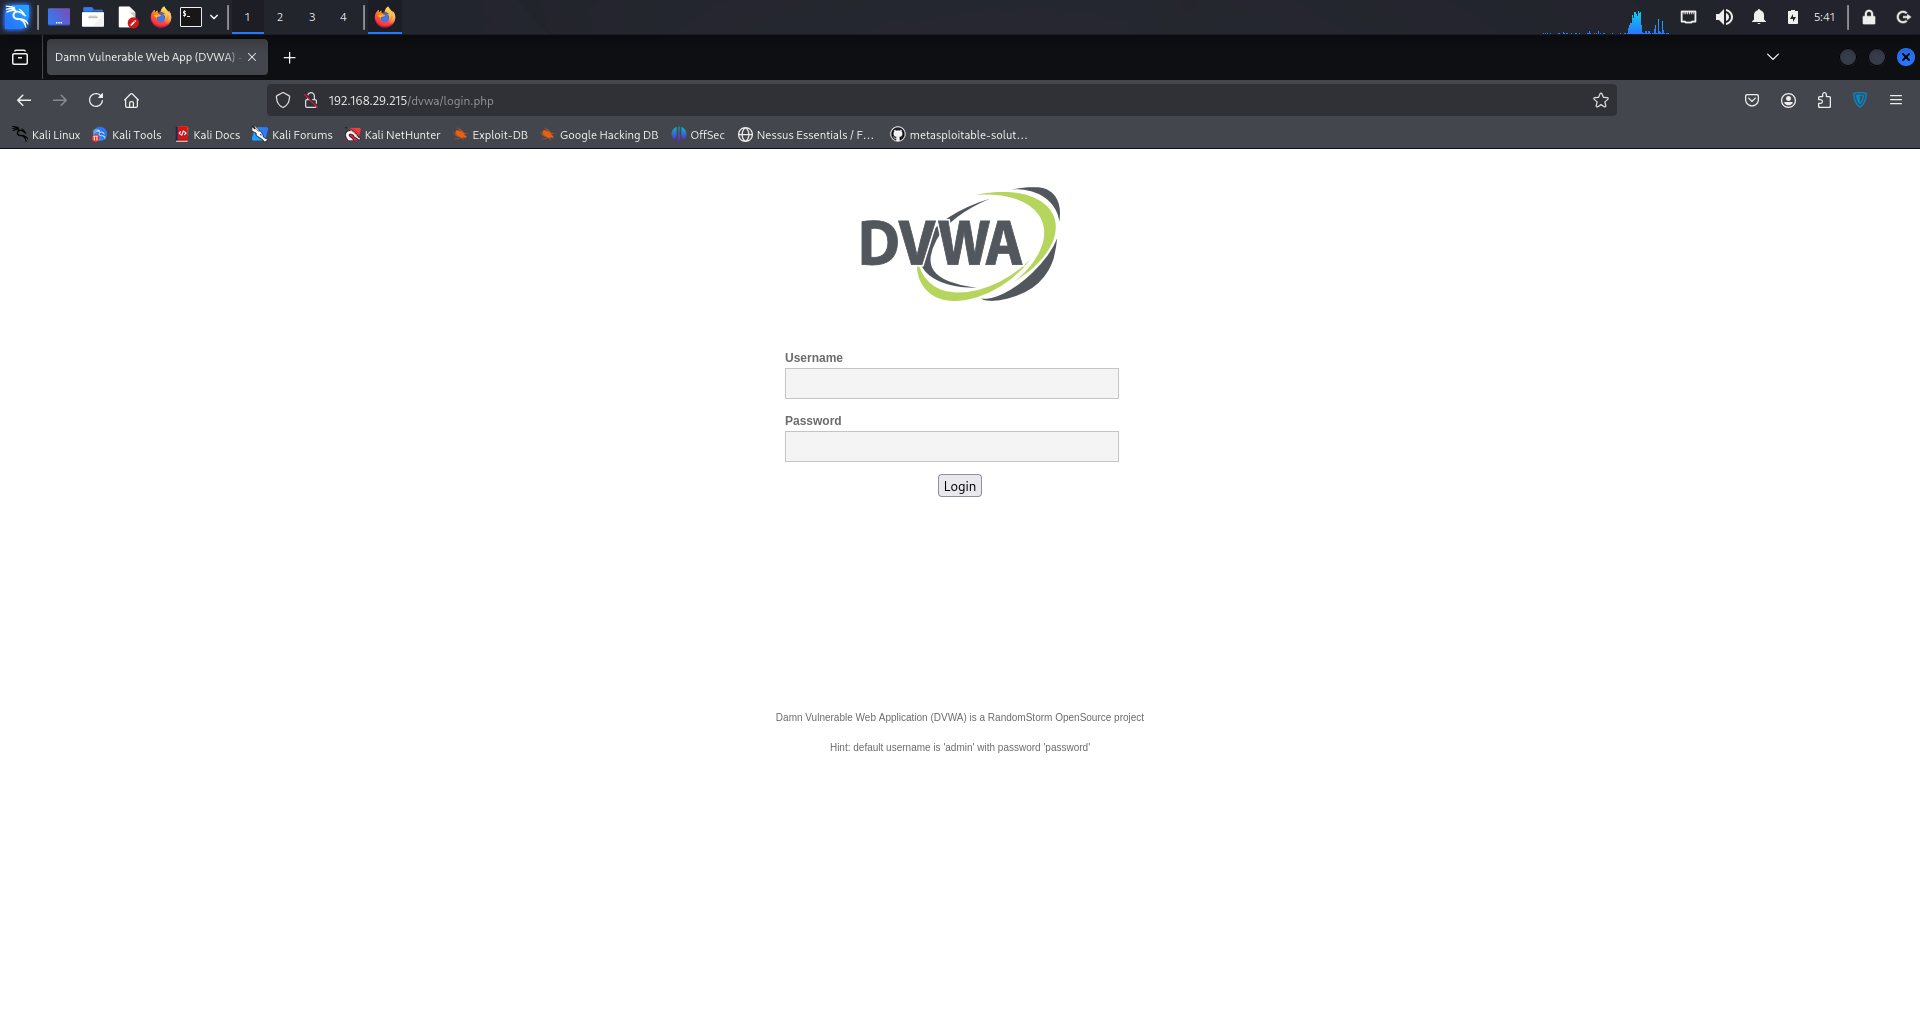 1 2 3 4 5:41
Damn Vulnerable Web App (DVWA) -
192.168.29.215/dvwa/login.php
Kali Linux Kali Tools Kali Docs Kali Forums Kali NetHunter Exploit-DB Google Hacking DB OffSec Nessus Essentials / F... metasploitable-solut...
DVWA
Username
Password
Login
Damn Vulnerable Web Application (DVWA) is a RandomStorm OpenSource project
Hint: default username is 'admin' with password 'password'